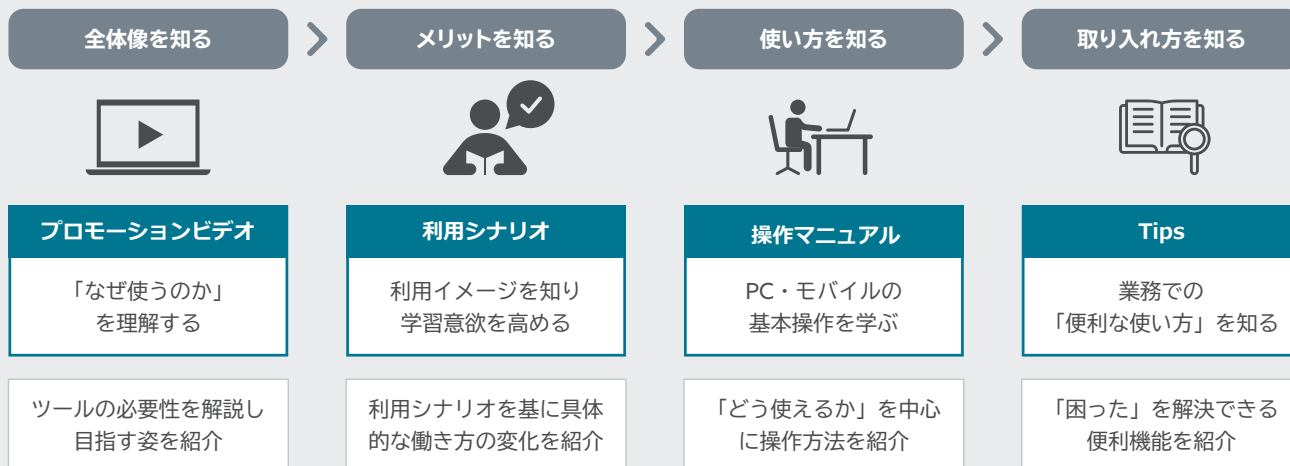 全体像を知る
メリットを知る
使い方を知る
取り入れ方を知る
プロモーションビデオ
「なぜ使うのか」
を理解する
ツールの必要性を解説し
目指す姿を紹介
利用シナリオ
利用イメージを知り
学習意欲を高める
利用シナリオを基に具体
的な働き方の変化を紹介
操作マニュアル
PC・モバイルの
基本操作を学ぶ
「どう使えるか」を中心
に操作方法を紹介
Tips
業務での
「便利な使い方」を知る
「困った」を解決できる
便利機能を紹介